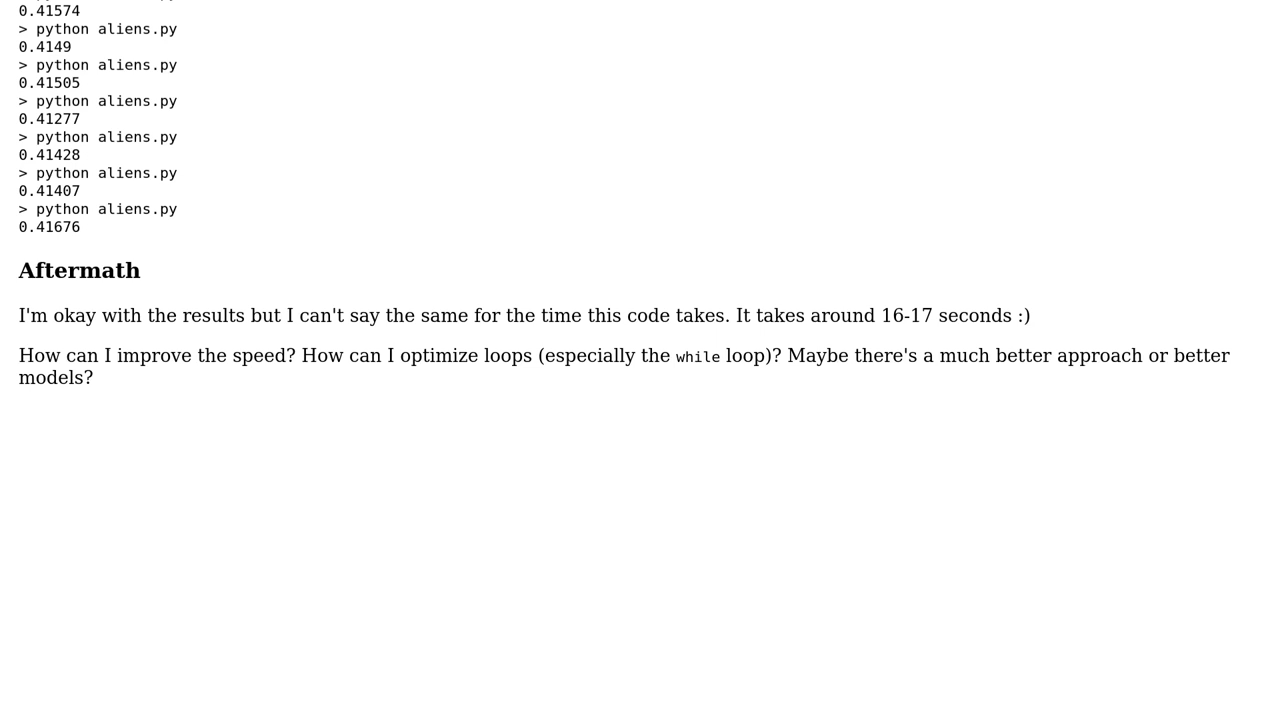 0.41574
> python aliens.py
0.4149
> python aliens.py
0.41505
> python aliens.py
0.41277
> python aliens.py
0.41428
> python aliens.py
0.41407
> python aliens.py
0.41676
Aftermath
I'm okay with the results but I can't say the same for the time this code takes. It takes around 16-17 seconds :)
How can I improve the speed? How can I optimize loops (especially the while loop)? Maybe there's a much better approach or better
models?